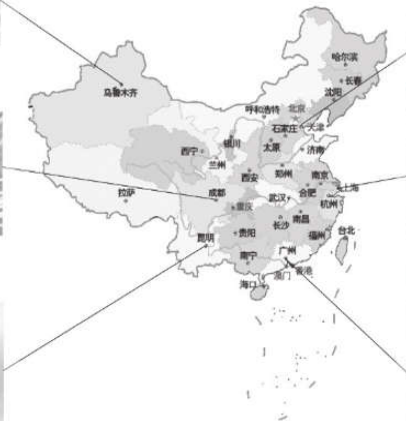 哈尔滨
长春
乌鲁木齐
沈阳
呼和浩特
北京
天津
石家庄
银川
太原
济南
西宁
兰州
郑州
西安
南京
上海
合肥
拉萨
成都
武汉
杭州
重庆
南昌
长沙
贵阳
福州
台北
昆明
广州
南宁
香港
澳门
海口